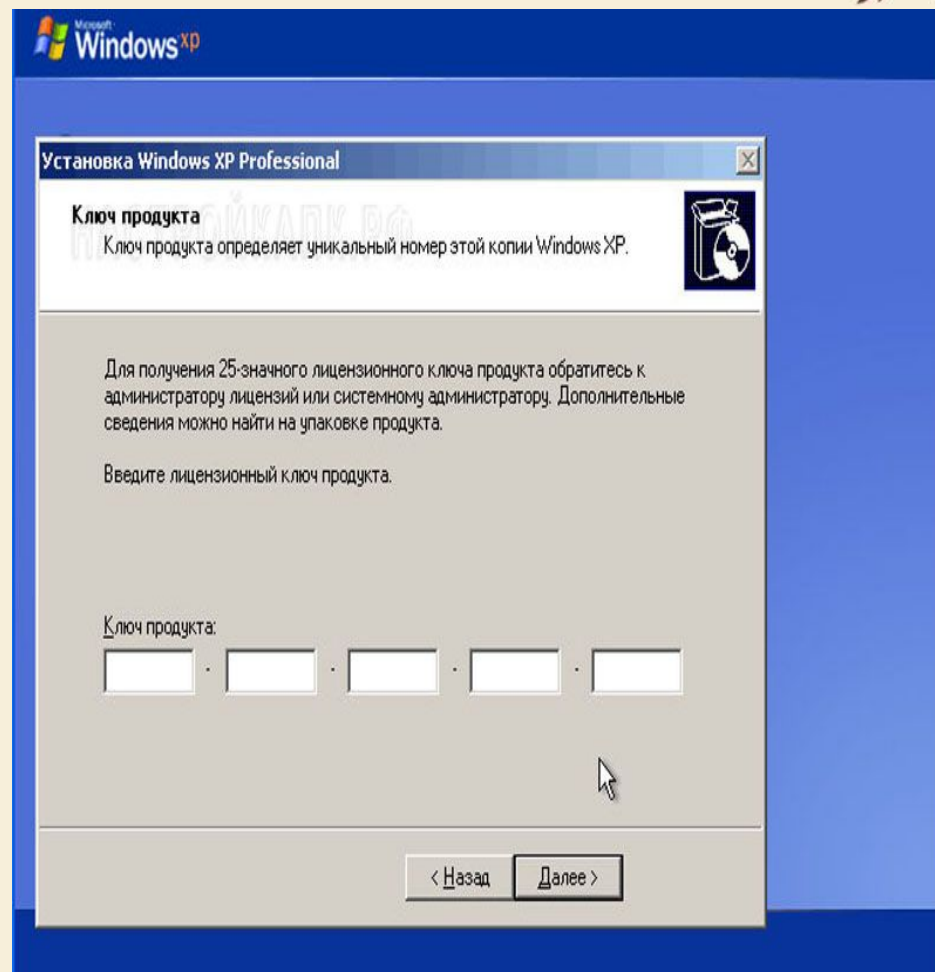 Microsoft
Windows xp
Установка Windows XP Professional
Ключ продукта
НАСТРОЙКАПК.РФ
Ключ продукта определяет уникальный номер этой копии Windows XP.
Для получения 25-значного лицензионного ключа продукта обратитесь к
администратору лицензий или системному администратору. Дополнительные
сведения можно найти на упаковке продукта.
Введите лицензионный ключ продукта.
Ключ продукта:
< Назад
Далее >